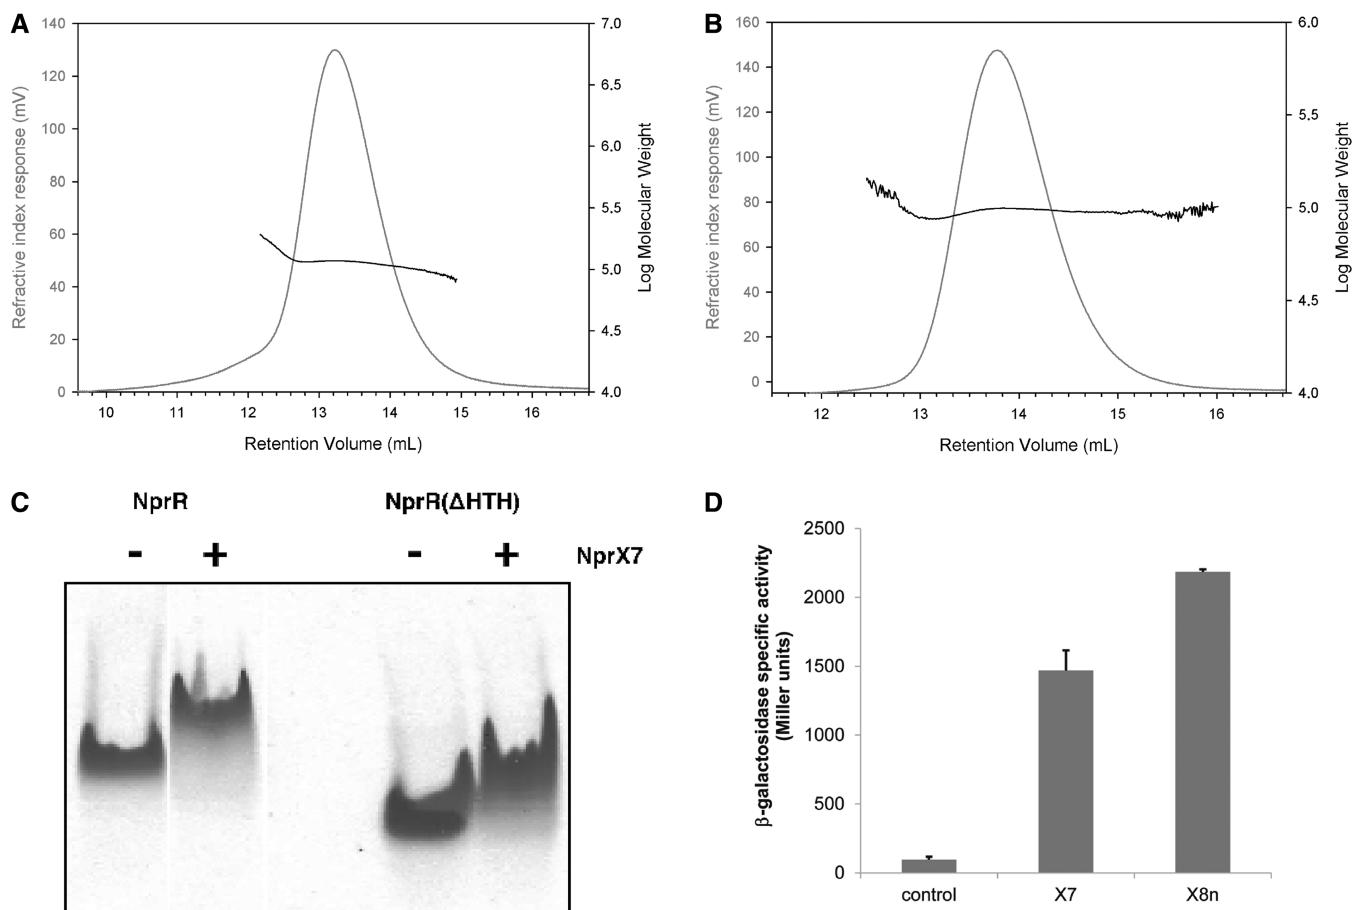 A
Refractive index response (mV)
140
120
100
80
60
40
20
0
7.0
6.5
6.0
5.5
5.0
4.5
4.0
Log Molecular Weight
10 11 12 13 14 15 16
Retention Volume (mL)
B
Refractive index response (mV)
160
140
120
100
80
60
40
20
0
6.0
5.5
5.0
4.5
4.0
Log Molecular Weight
12 13 14 15 16
Retention Volume (mL)
C
NprR NprR(ΔHTH)
- + - + NprX7
D
β-galactosidase specific activity
(Miller units)
2500
2000
1500
1000
500
0
control X7 X8n